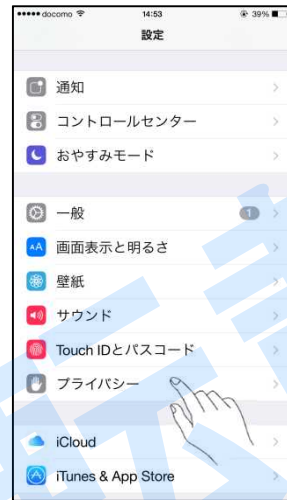 docomo 14:53 39%
設定
通知
コントロールセンター
おやすみモード
一般 1
画面表示と明るさ
AA
壁紙
サウンド
Touch IDとパスコード
プライバシー
iCloud
iTunes & App Store